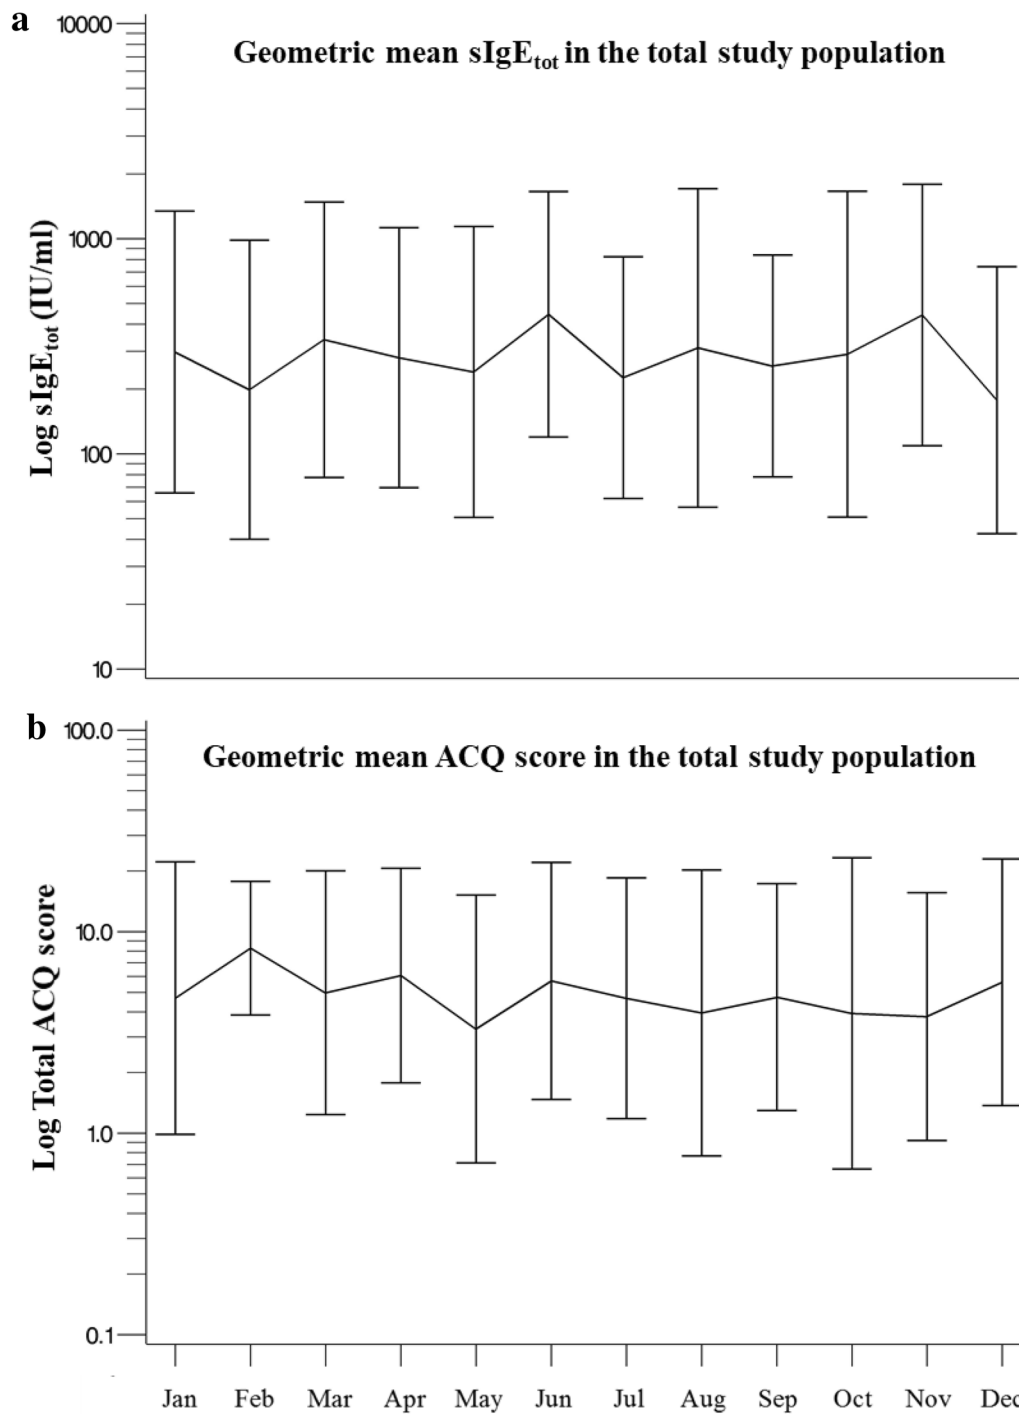 a
10000
Geometric mean sIgEtot in the total study population
1000
Log sIgEtot (IU/ml)
100
10
b
100.0
Geometric mean ACQ score in the total study population
10.0
Log Total ACQ score
1.0
0.1
Jan Feb Mar Apr May Jun Jul Aug Sep Oct Nov Dec